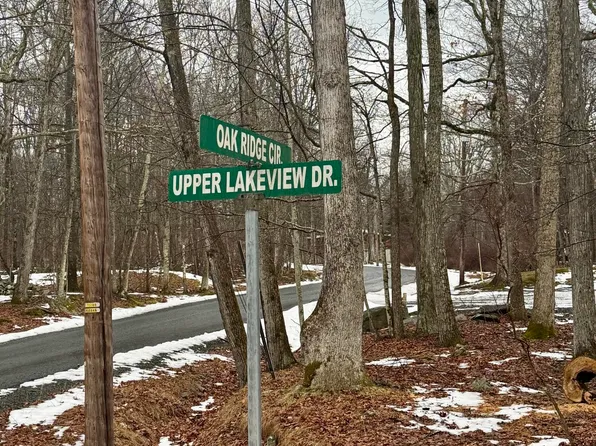 OAK RIDGE CIR.
UPPER LAKEVIEW DR.